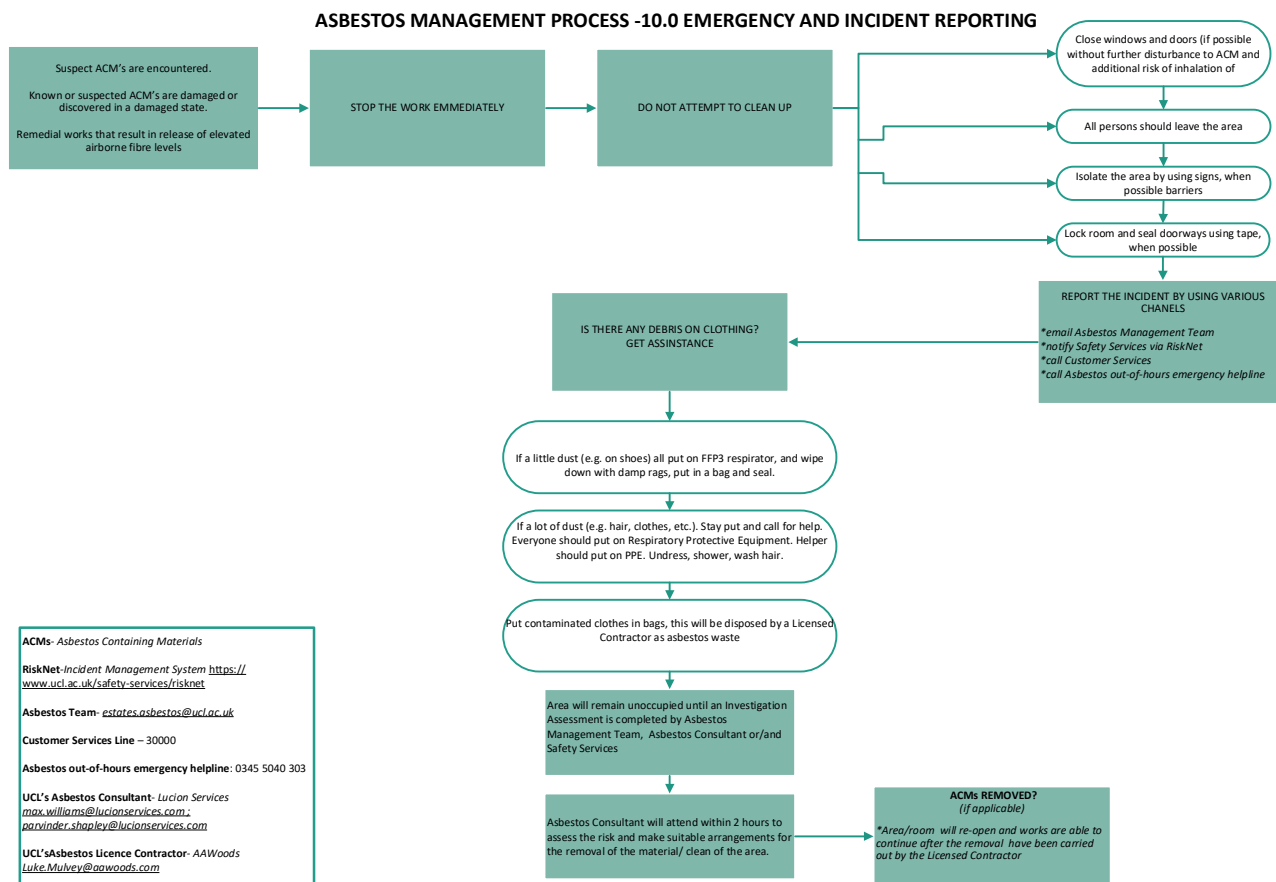 ASBESTOS MANAGEMENT PROCESS -10.0 EMERGENCY AND INCIDENT REPORTING
Suspect ACM's are encountered.
Known or suspected ACM's are damaged or
discovered in a damaged state.
Remedial works that result in release of elevated
airborne fibre levels
STOP THE WORK EMMEDIATELY
DO NOT ATTEMPT TO CLEAN UP
Close windows and doors (if possible
without further disturbance to ACM and
additional risk of inhalation of
All persons should leave the area
Isolate the area by using signs, when
possible barriers
Lock room and seal doorways using tape,
when possible
REPORT THE INCIDENT BY USING VARIOUS
CHANELS
*email Asbestos Management Team
*notify Safety Services via RiskNet
*call Customer Services
*call Asbestos out-of-hours emergency helpline
IS THERE ANY DEBRIS ON CLOTHING?
GET ASSINSTANCE
If a little dust (e.g. on shoes) all put on FFP3 respirator, and wipe
down with damp rags, put in a bag and seal.
If a lot of dust (e.g. hair, clothes, etc.). Stay put and call for help.
Everyone should put on Respiratory Protective Equipment. Helper
should put on PPE. Undress, shower, wash hair.
Put contaminated clothes in bags, this will be disposed by a Licensed
Contractor as asbestos waste
Area will remain unoccupied until an Investigation
Assessment is completed by Asbestos
Management Team, Asbestos Consultant or/and
Safety Services
Asbestos Consultant will attend within 2 hours to
assess the risk and make suitable arrangements for
the removal of the material/ clean of the area.
ACMs REMOVED?
(if applicable)
*Area/room will re-open and works are able to
continue after the removal have been carried
out by the Licensed Contractor
ACMs- Asbestos Containing Materials
RiskNet-Incident Management System https://
www.ucl.ac.uk/safety-services/risknet
Asbestos Team- estates.asbestos@ucl.ac.uk
Customer Services Line – 30000
Asbestos out-of-hours emergency helpline: 0345 5040 303
UCL's Asbestos Consultant- Lucion Services
max.williams@lucionservices.com ;
parvinder.shapley@lucionservices.com
UCL'sAsbestos Licence Contractor- AAWoods
Luke.Mulvey@aawoods.com